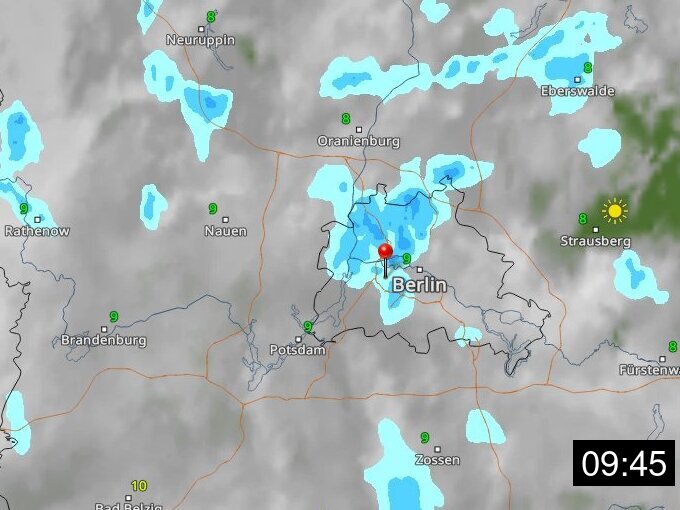 8
Neuruppin
8
Eberswalde
8
Oranienburg
9
Rathenow
9
Nauen
8
Strausberg
9
Berlin
9
Brandenburg
9
Potsdam
8
Fürstenwa
9
Zossen
10
Bad Belzig
09:45